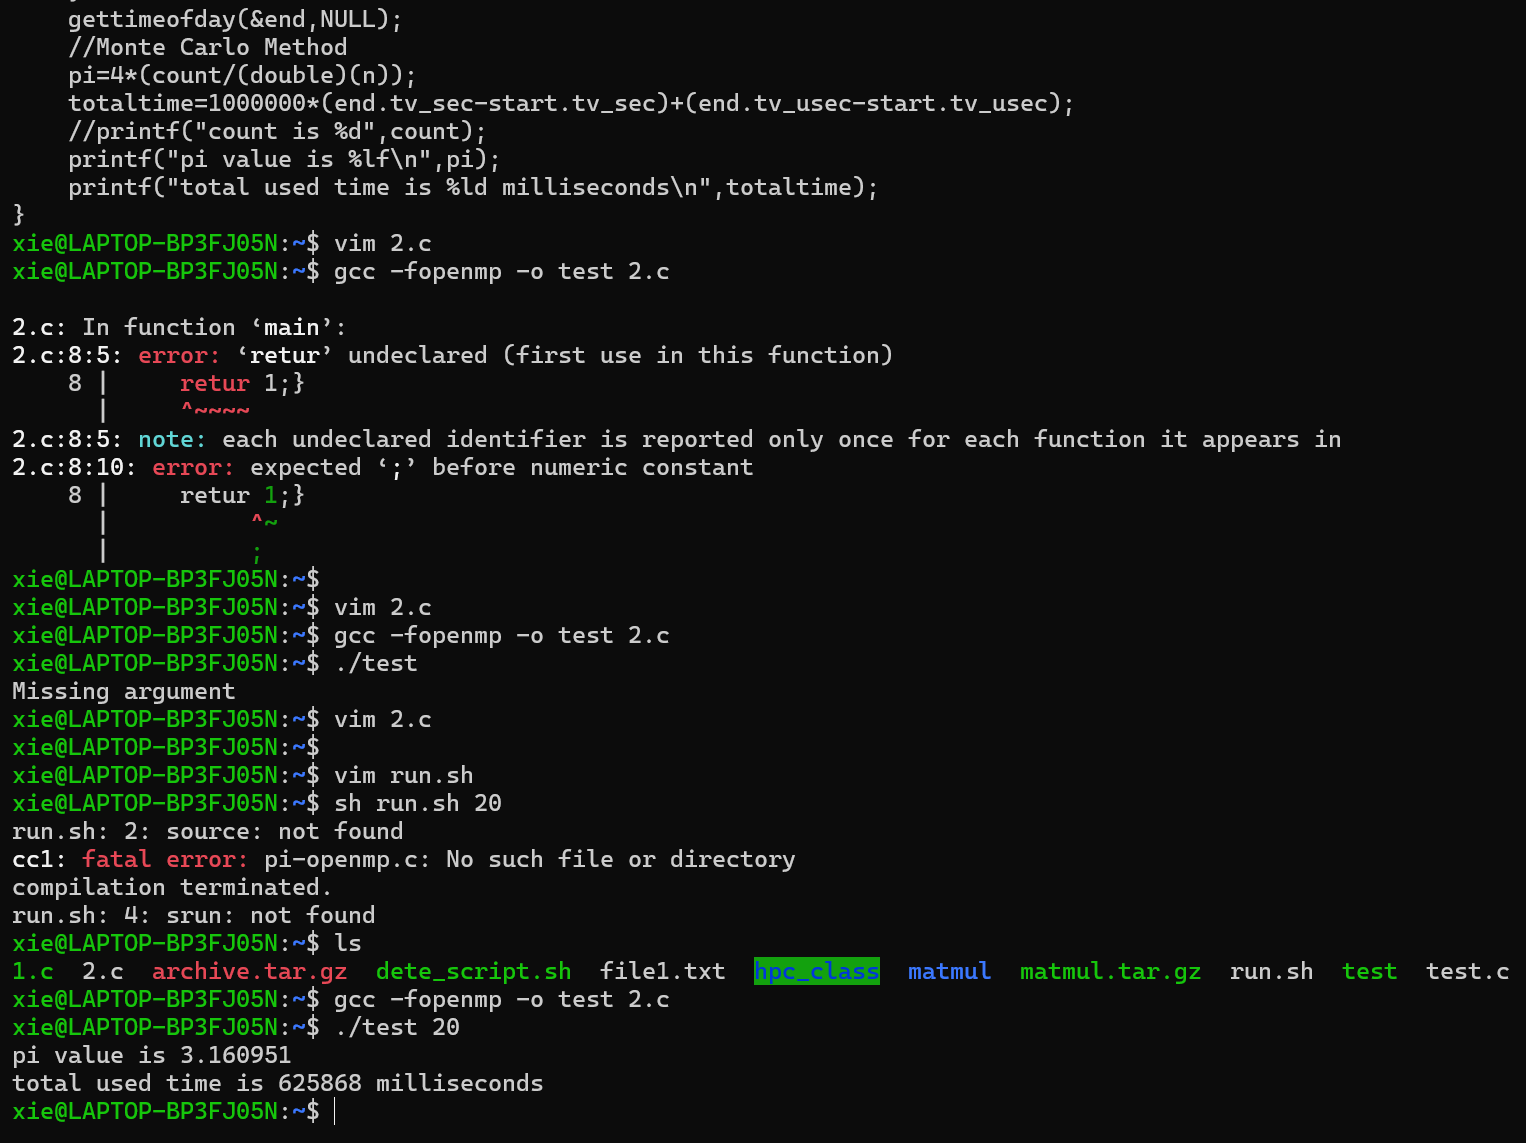 gettimeofday(&end,NULL);
//Monte Carlo Method
pi=4*(count/(double)(n));
totaltime=1000000*(end.tv_sec-start.tv_sec)+(end.tv_usec-start.tv_usec);
//printf("count is %d",count);
printf("pi value is %lf\n",pi);
printf("total used time is %ld milliseconds\n",totaltime);
}
xie@LAPTOP-BP3FJ05N:~$ vim 2.c
xie@LAPTOP-BP3FJ05N:~$ gcc -fopenmp -o test 2.c
2.c: In function ‘main’:
2.c:8:5: error: ‘retur’ undeclared (first use in this function)
8 | retur 1;}
| ^~~~~
2.c:8:5: note: each undeclared identifier is reported only once for each function it appears in
2.c:8:10: error: expected ‘;’ before numeric constant
8 | retur 1;}
| ^~
| ;
xie@LAPTOP-BP3FJ05N:~$
xie@LAPTOP-BP3FJ05N:~$ vim 2.c
xie@LAPTOP-BP3FJ05N:~$ gcc -fopenmp -o test 2.c
xie@LAPTOP-BP3FJ05N:~$ ./test
Missing argument
xie@LAPTOP-BP3FJ05N:~$ vim 2.c
xie@LAPTOP-BP3FJ05N:~$
xie@LAPTOP-BP3FJ05N:~$ vim run.sh
xie@LAPTOP-BP3FJ05N:~$ sh run.sh 20
run.sh: 2: source: not found
cc1: fatal error: pi-openmp.c: No such file or directory
compilation terminated.
run.sh: 4: srun: not found
xie@LAPTOP-BP3FJ05N:~$ ls
1.c 2.c archive.tar.gz dete_script.sh file1.txt hpc_class matmul matmul.tar.gz run.sh test test.c
xie@LAPTOP-BP3FJ05N:~$ gcc -fopenmp -o test 2.c
xie@LAPTOP-BP3FJ05N:~$ ./test 20
pi value is 3.160951
total used time is 625868 milliseconds
xie@LAPTOP-BP3FJ05N:~$